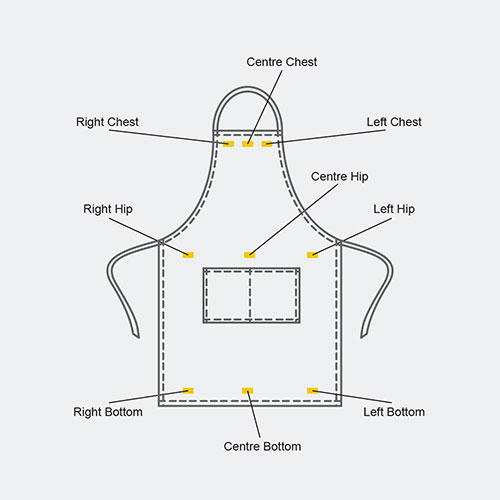 Centre Chest
Right Chest
Left Chest
Centre Hip
Right Hip
Left Hip
Right Bottom
Left Bottom
Centre Bottom